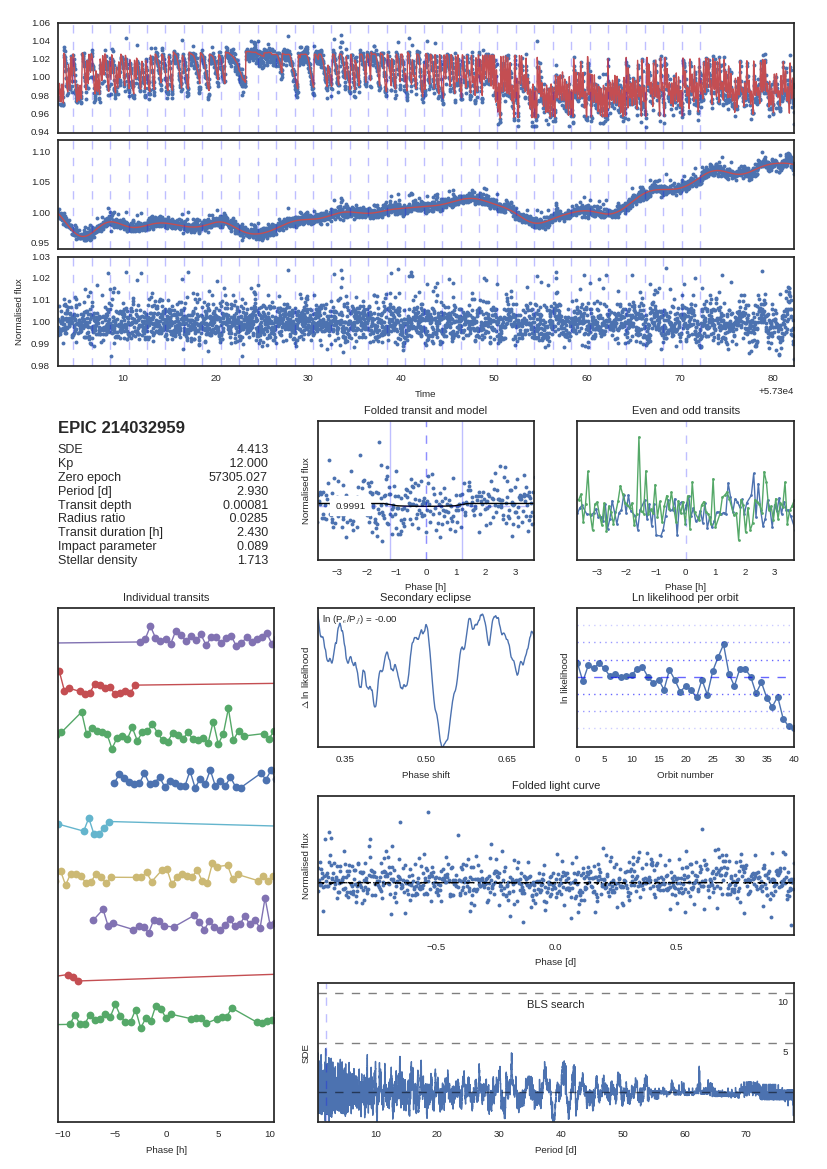 1.06
1.04
1.02
1.00
0.98
0.96
0.94
1.10
1.05
1.00
0.95
1.03
1.02
1.01
1.00
0.99
0.98
Normalised flux
10 20 30 40 50 60 70 80
Time
+5.73e4
EPIC 214032959
SDE 4.413
Kp 12.000
Zero epoch 57305.027
Period [d] 2.930
Transit depth 0.00081
Radius ratio 0.0285
Transit duration [h] 2.430
Impact parameter 0.089
Stellar density 1.713
Folded transit and model
Normalised flux
0.9991
−3 −2 −1 0 1 2 3
Phase [h]
Even and odd transits
−3 −2 −1 0 1 2 3
Phase [h]
Individual transits
−10 −5 0 5 10
Phase [h]
Secondary eclipse
Δ ln likelihood
0.35 0.50 0.65
Phase shift
Ln likelihood per orbit
ln likelihood
0 5 10 15 20 25 30 35 40
Orbit number
Folded light curve
Normalised flux
−0.5 0.0 0.5
Phase [d]
BLS search
10
5
SDE
10 20 30 40 50 60 70
Period [d]